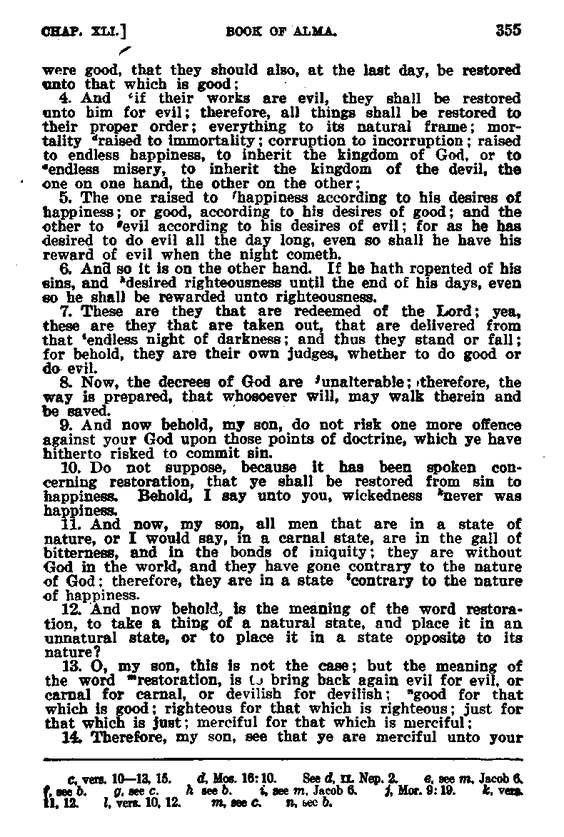 CHAP. XLI.] BOOK OF ALMA. 355
were good, that they should also, at the last day, be restored
unto that which is good;
4. And ᶜif their works are evil, they shall be restored
unto him for evil; therefore, all things shall be restored to
their proper order; everything to its natural frame; mor-
tality ᵈraised to immortality; corruption to incorruption; raised
to endless happiness, to inherit the kingdom of God, or to
ᵉendless misery, to inherit the kingdom of the devil, the
one on one hand, the other on the other;
5. The one raised to ᶠhappiness according to his desires of
happiness; or good, according to his desires of good; and the
other to ᵍevil according to his desires of evil; for as he has
desired to do evil all the day long, even so shall he have his
reward of evil when the night cometh.
6. And so it is on the other hand. If he hath repented of his
sins, and ʰdesired righteousness until the end of his days, even
so he shall be rewarded unto righteousness.
7. These are they that are redeemed of the Lord; yea,
these are they that are taken out, that are delivered from
that ⁱendless night of darkness; and thus they stand or fall;
for behold, they are their own judges, whether to do good or
do evil.
8. Now, the decrees of God are ʲunalterable; therefore, the
way is prepared, that whosoever will, may walk therein and
be saved.
9. And now behold, my son, do not risk one more offence
against your God upon those points of doctrine, which ye have
hitherto risked to commit sin.
10. Do not suppose, because it has been spoken con-
cerning restoration, that ye shall be restored from sin to
happiness. Behold, I say unto you, wickedness ᵏnever was
happiness.
11. And now, my son, all men that are in a state of
nature, or I would say, in a carnal state, are in the gall of
bitterness, and in the bonds of iniquity; they are without
God in the world, and they have gone contrary to the nature
of God; therefore, they are in a state ˡcontrary to the nature
of happiness.
12. And now behold, is the meaning of the word restora-
tion, to take a thing of a natural state, and place it in an
unnatural state, or to place it in a state opposite to its
nature?
13. O, my son, this is not the case; but the meaning of
the word ᵐrestoration, is to bring back again evil for evil, or
carnal for carnal, or devilish for devilish; ⁿgood for that
which is good; righteous for that which is righteous; just for
that which is just; merciful for that which is merciful;
14. Therefore, my son, see that ye are merciful unto your
c, vers. 10—13, 15. d, Mos. 16:10. See d, II. Nep. 2. e, see m, Jacob 6.
f, see b. g, see c. h see b. i, see m, Jacob 6. j, Mor. 9:19. k, vers.
11, 12. l, vers. 10, 12. m, see c. n, see b.